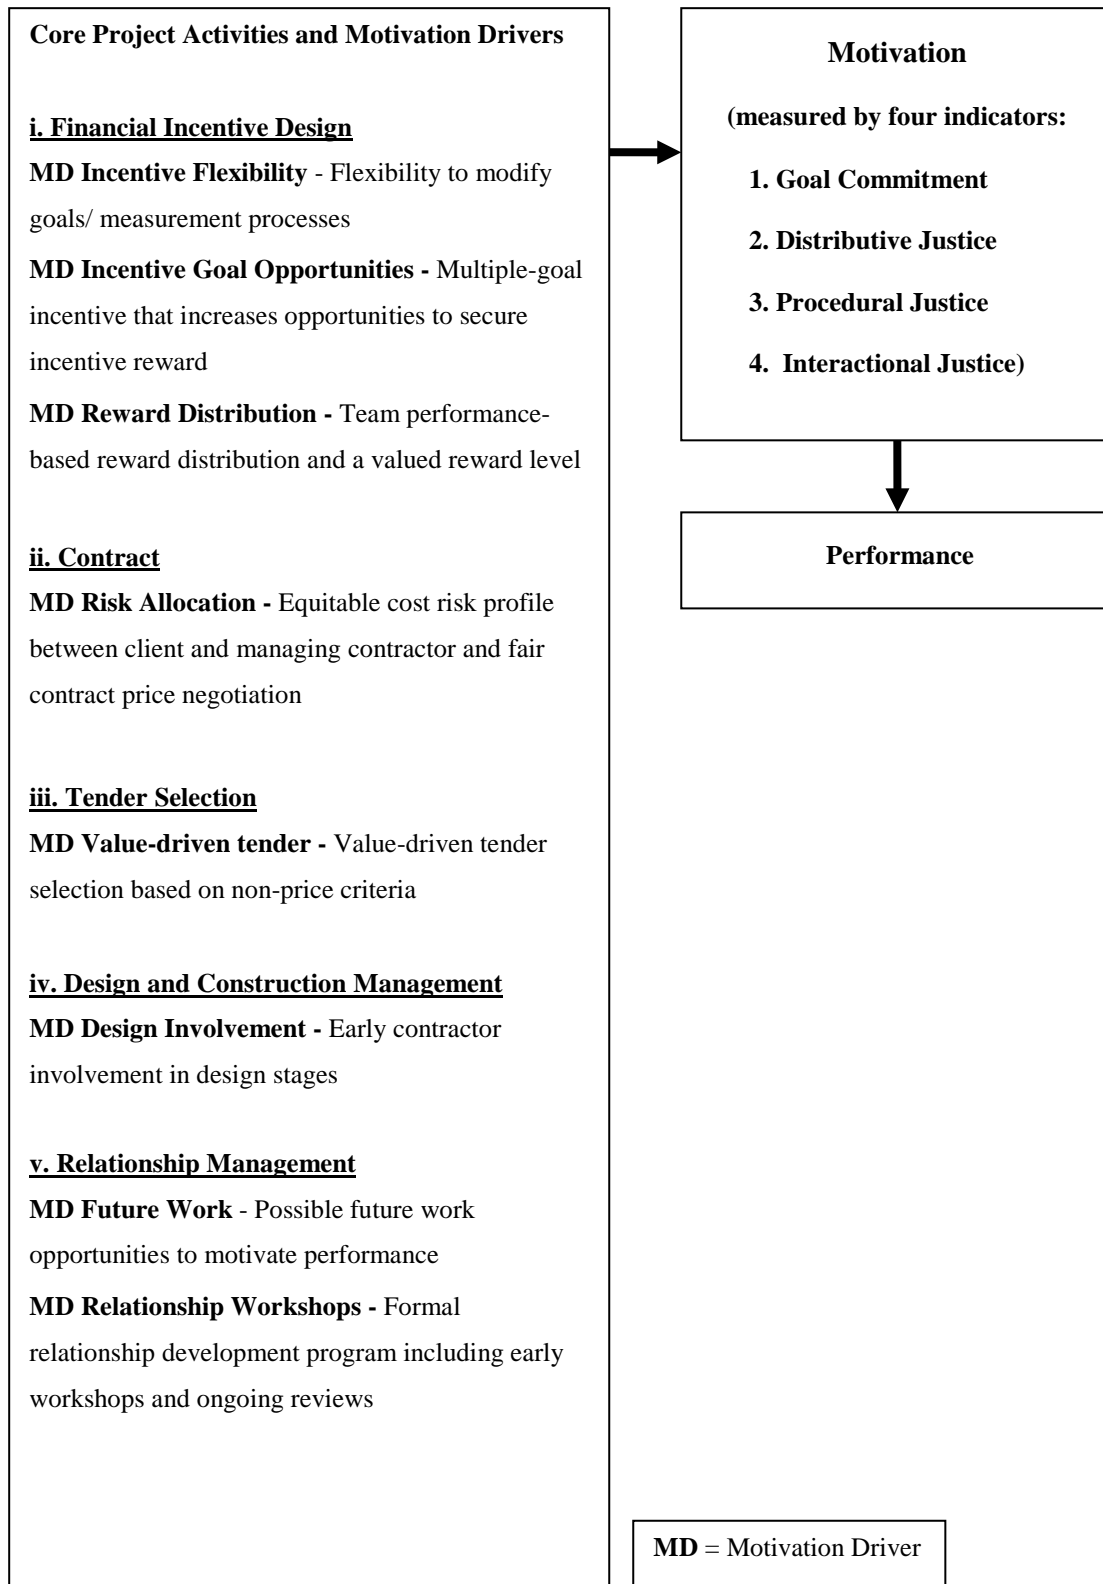 Core Project Activities and Motivation Drivers
i. Financial Incentive Design
MD Incentive Flexibility - Flexibility to modify
goals/ measurement processes
MD Incentive Goal Opportunities - Multiple-goal
incentive that increases opportunities to secure
incentive reward
MD Reward Distribution - Team performance-
based reward distribution and a valued reward level
ii. Contract
MD Risk Allocation - Equitable cost risk profile
between client and managing contractor and fair
contract price negotiation
iii. Tender Selection
MD Value-driven tender - Value-driven tender
selection based on non-price criteria
iv. Design and Construction Management
MD Design Involvement - Early contractor
involvement in design stages
v. Relationship Management
MD Future Work - Possible future work
opportunities to motivate performance
MD Relationship Workshops - Formal
relationship development program including early
workshops and ongoing reviews
Motivation
(measured by four indicators:
1. Goal Commitment
2. Distributive Justice
3. Procedural Justice
4. Interactional Justice)
Performance
MD = Motivation Driver